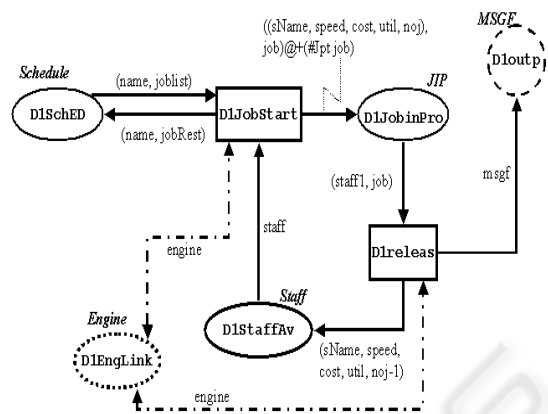 ((sName, speed, cost, util, noj),
job)@+(#Jpt job)
MSGF
D1outp
Schedule
(name, joblist)
JIP
D1SchED
D1JobStart
D1JobinPro
(name, jobRest)
(staff1, job)
msgf
staff
engine
D1releas
Staff
Engine
D1StaffAv
D1EngLink
(sName, speed,
cost, util, noj-1)
engine